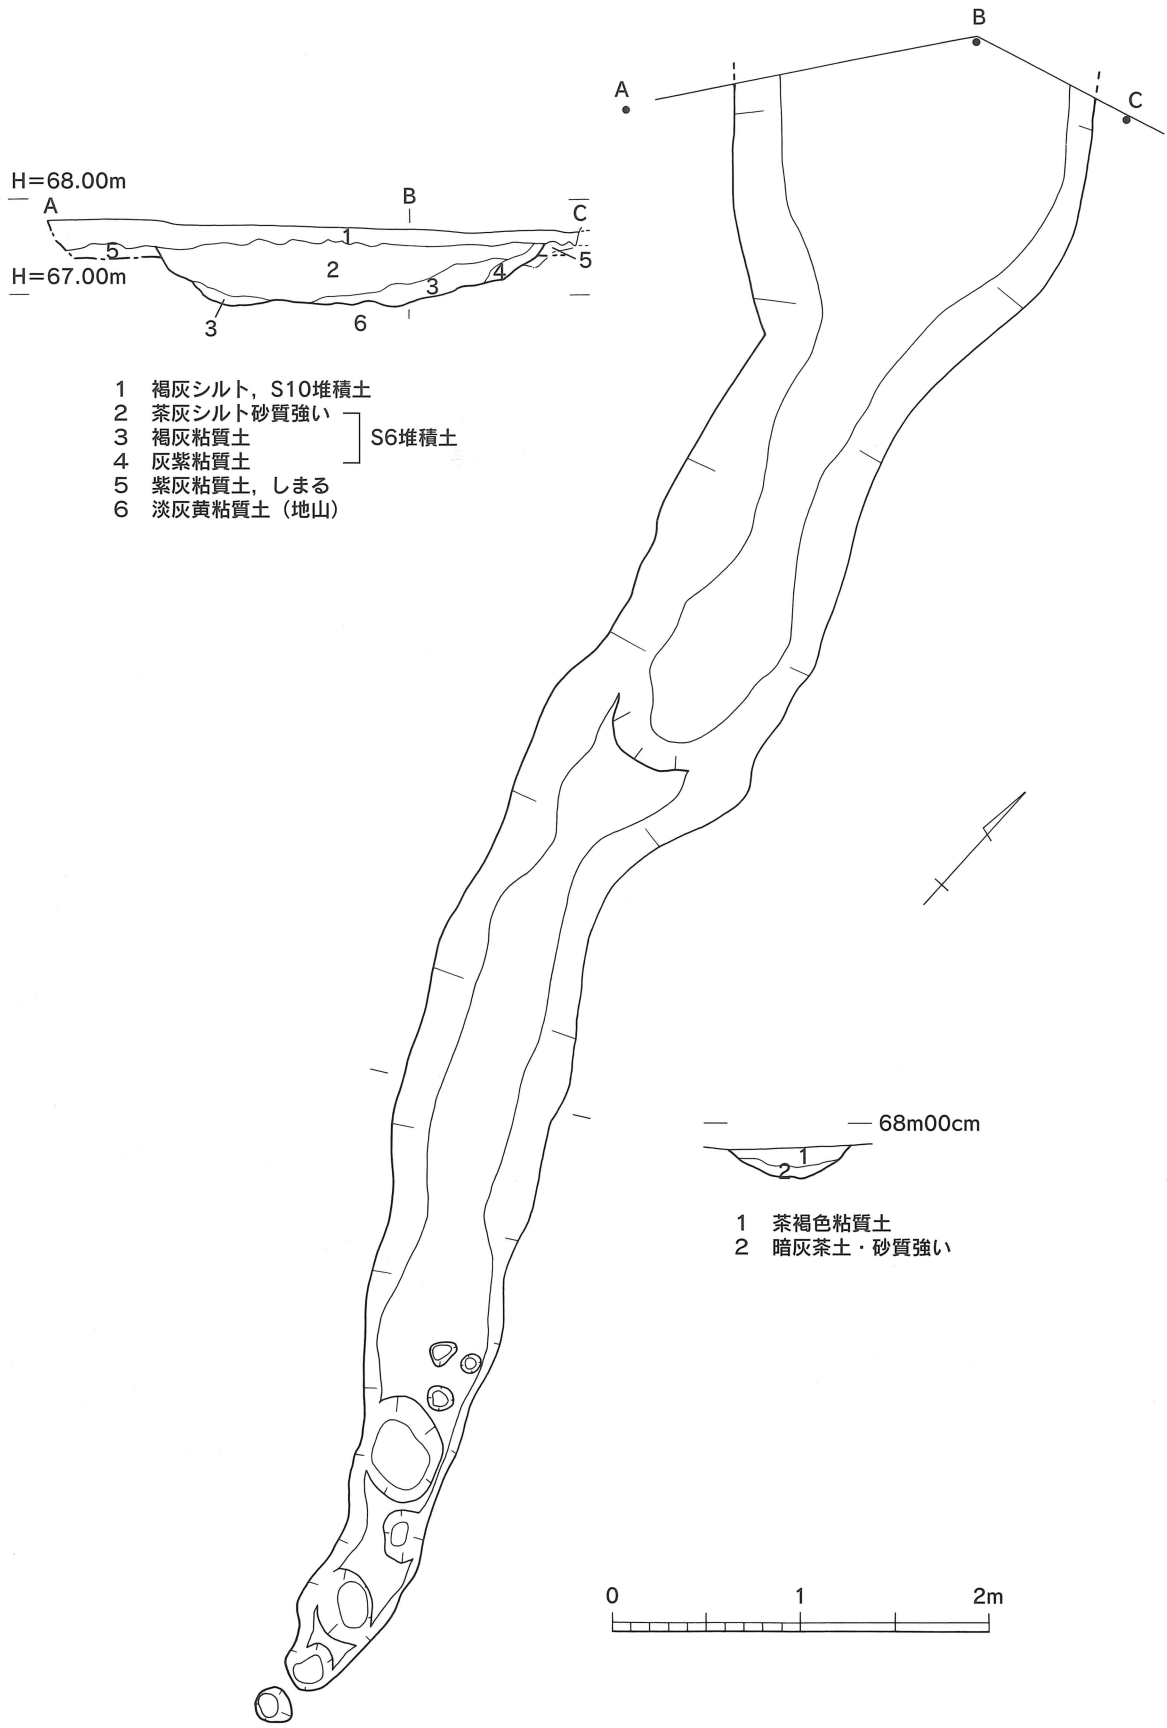 B
A
C
H=68.00m
A
B
C
1
5
2
5
H=67.00m
4
3
3
6
1 褐灰シルト，S10堆積土
2 茶灰シルト砂質強い
3 褐灰粘質土
S6堆積土
4 灰紫粘質土
5 紫灰粘質土，しまる
6 淡灰黄粘質土（地山）
68m00cm
1
2
1 茶褐色粘質土
2 暗灰茶土・砂質強い
0 1 2m